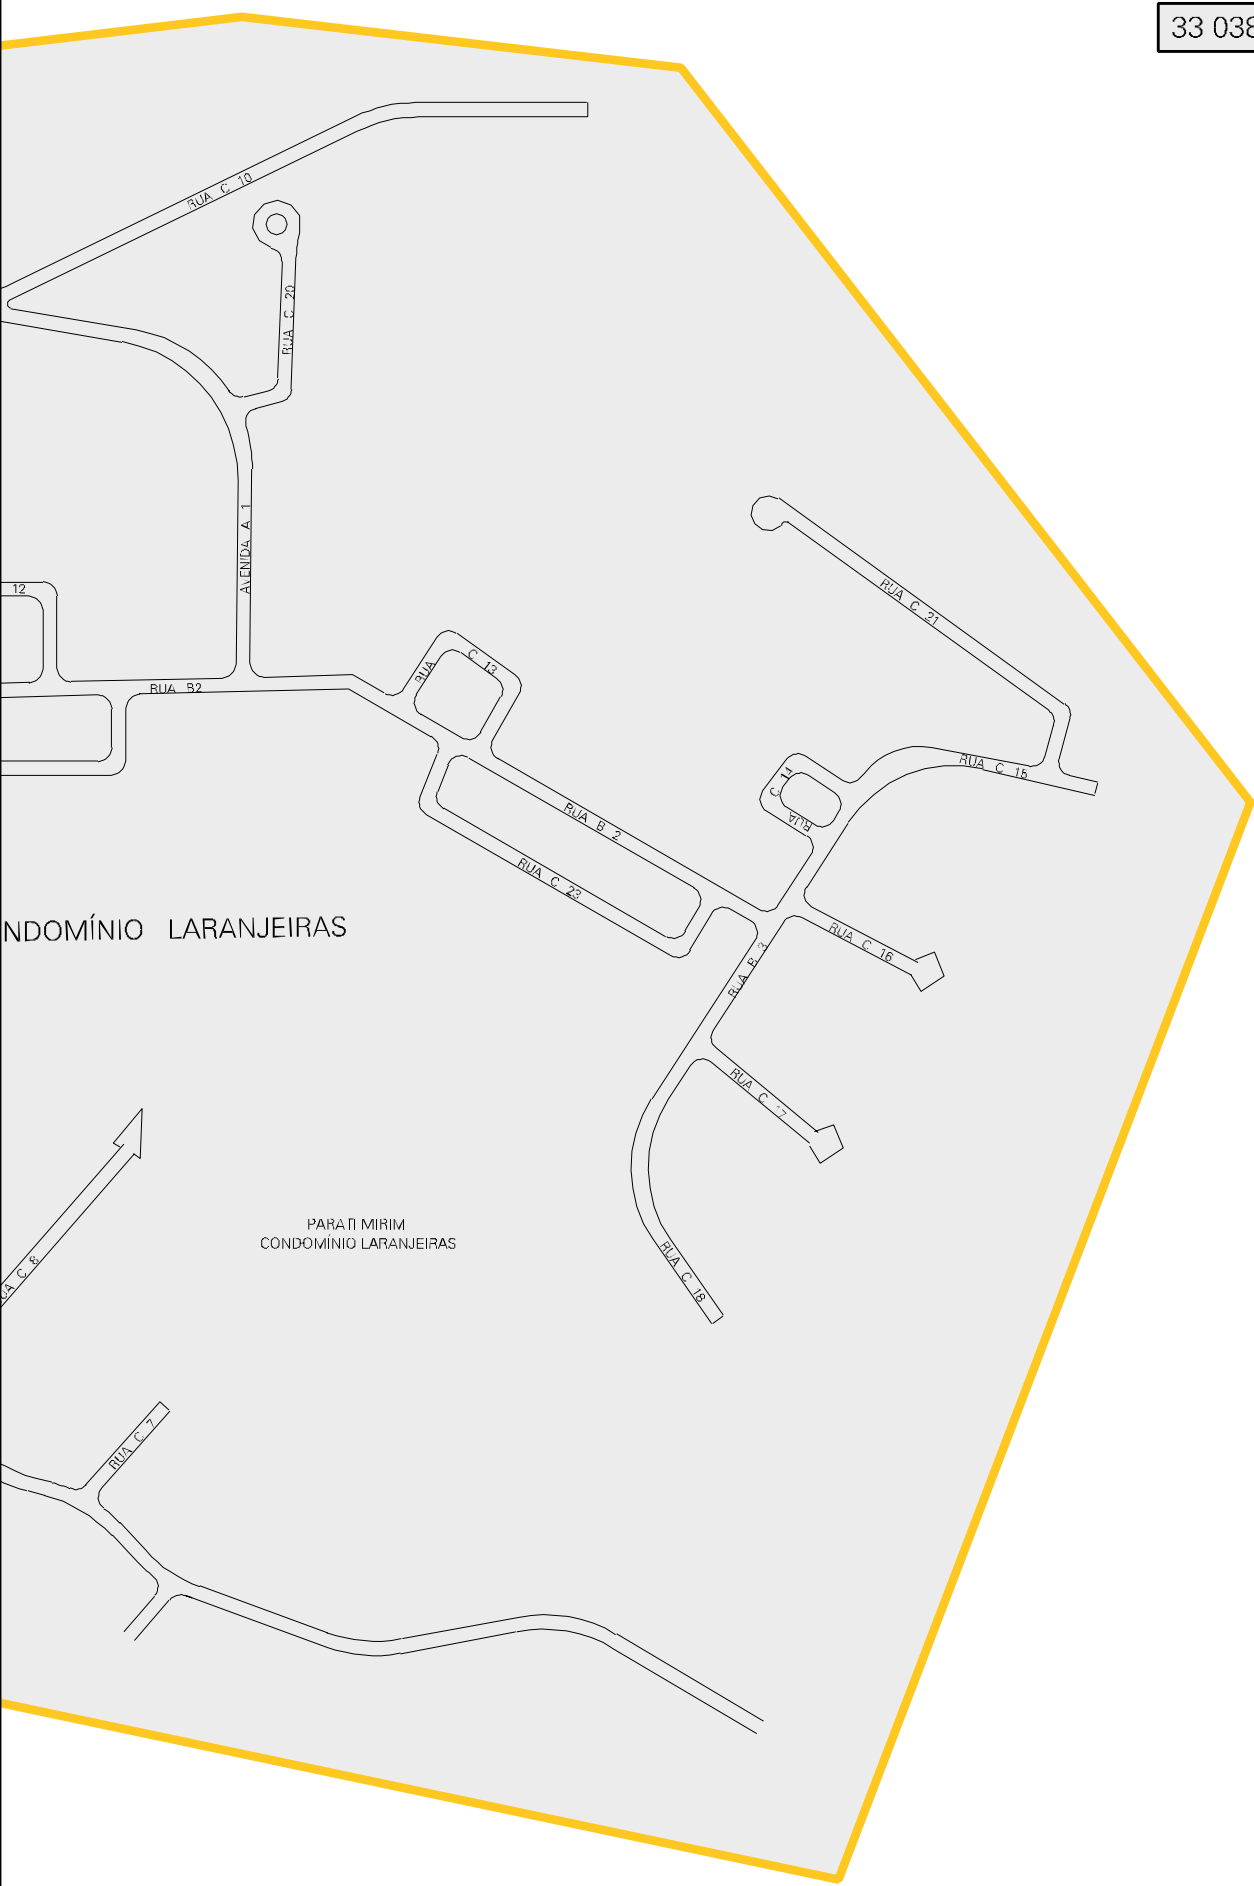 33 038
RUA C 10
RUA C 20
AVENIDA A 1
12
RUA C 21
RUA C 13
RUA B2
RUA C 15
RUA C 14
RUA B 2
RUA C 23
NDOMÍNIO LARANJEIRAS
RUA C 16
RUA B 3
RUA C 17
PARATI MIRIM
CONDOMÍNIO LARANJEIRAS
UA C 8
RUA C 18
RUA C 7